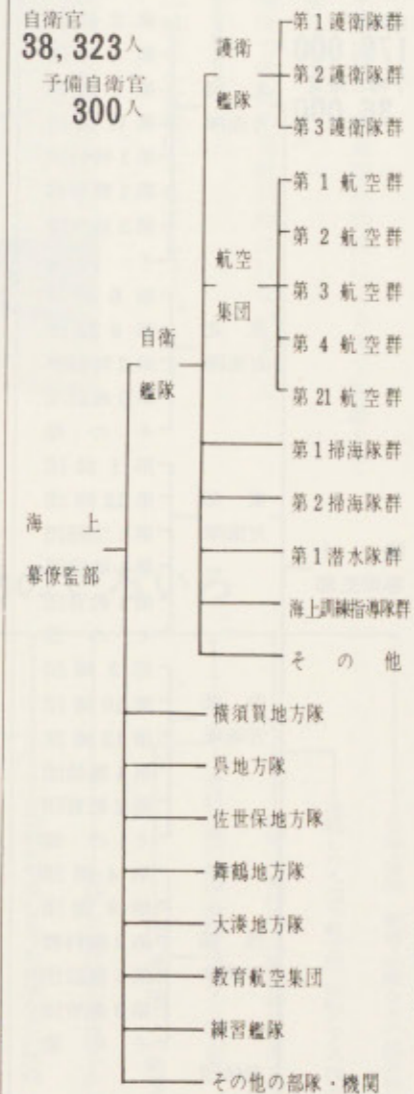 自衛官
38,323人
予備自衛官
300人
護衛
艦隊
第1護衛隊群
第2護衛隊群
第3護衛隊群
航空
集団
第1航空群
第2航空群
第3航空群
第4航空群
第21航空群
自衛
艦隊
第1掃海隊群
第2掃海隊群
第1潜水隊群
海上訓練指導隊群
その他
海上
幕僚監部
横須賀地方隊
呉地方隊
佐世保地方隊
舞鶴地方隊
大湊地方隊
教育航空集団
練習艦隊
その他の部隊・機関